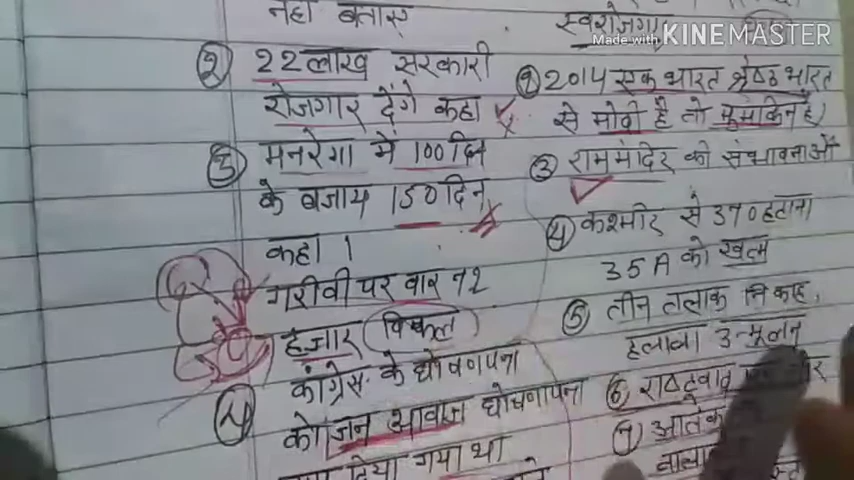 नहीं बताए
② 22 लाख सरकारी
रोजगार देंगे कहा
③ मनरेगा में 100 दिन
के बजाय 150 दिन
कहा।
गरीबी पर वार 72
हजार (विफल)
④ कांग्रेस के घोषणापत्र
को जन आवाज घोषणापत्र
दिया गया था
स्वरोजगार
Made with KINEMASTER
① 2014 एक भारत श्रेष्ठ भारत
से मोदी है तो मुमकिन है।
③ राम मंदिर की संभावनाओं
④ कश्मीर से 370 हटाना
35A को खत्म
⑤ तीन तलाक निकाह,
हलाला उन्मूलन
⑥ राष्ट्रवाद
⑦